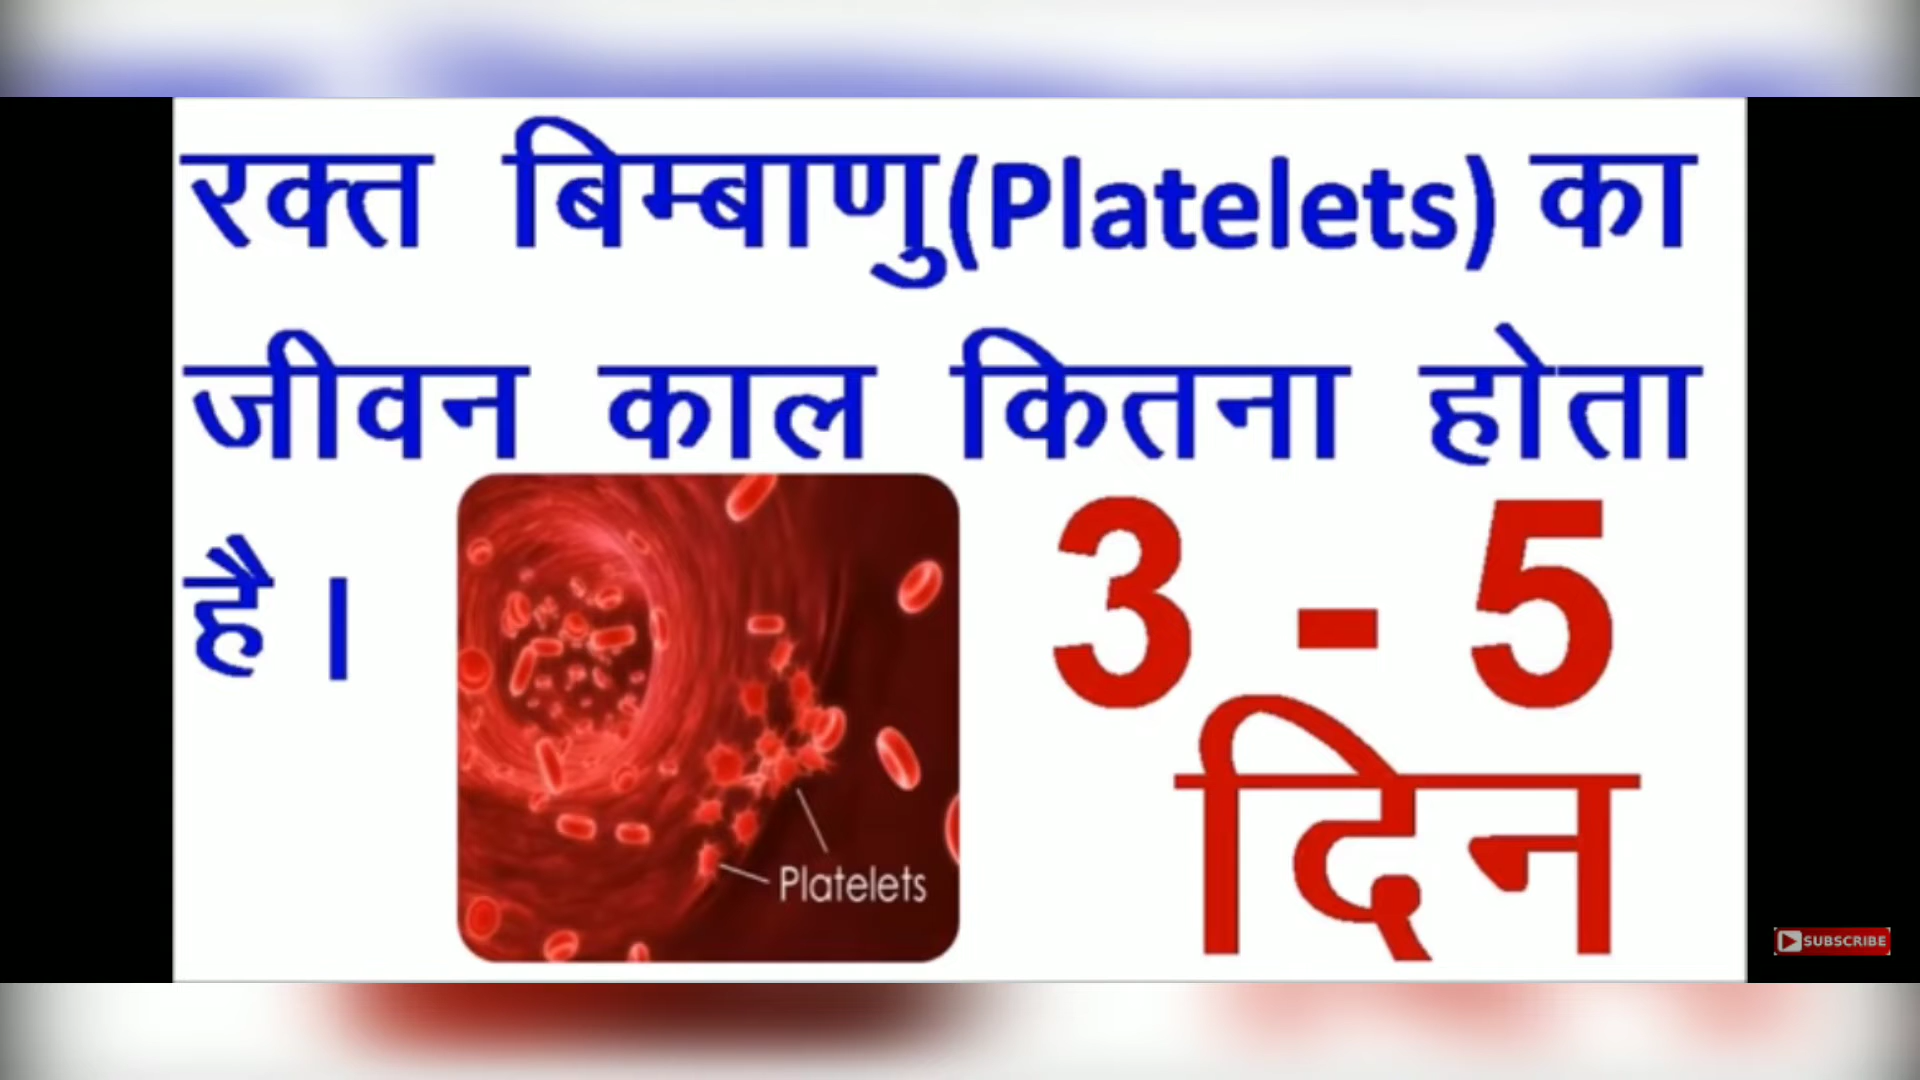 रक्त बिम्बाणु(Platelets) का
जीवन काल कितना होता
है ।
3 - 5
दिन
Platelets
SUBSCRIBE